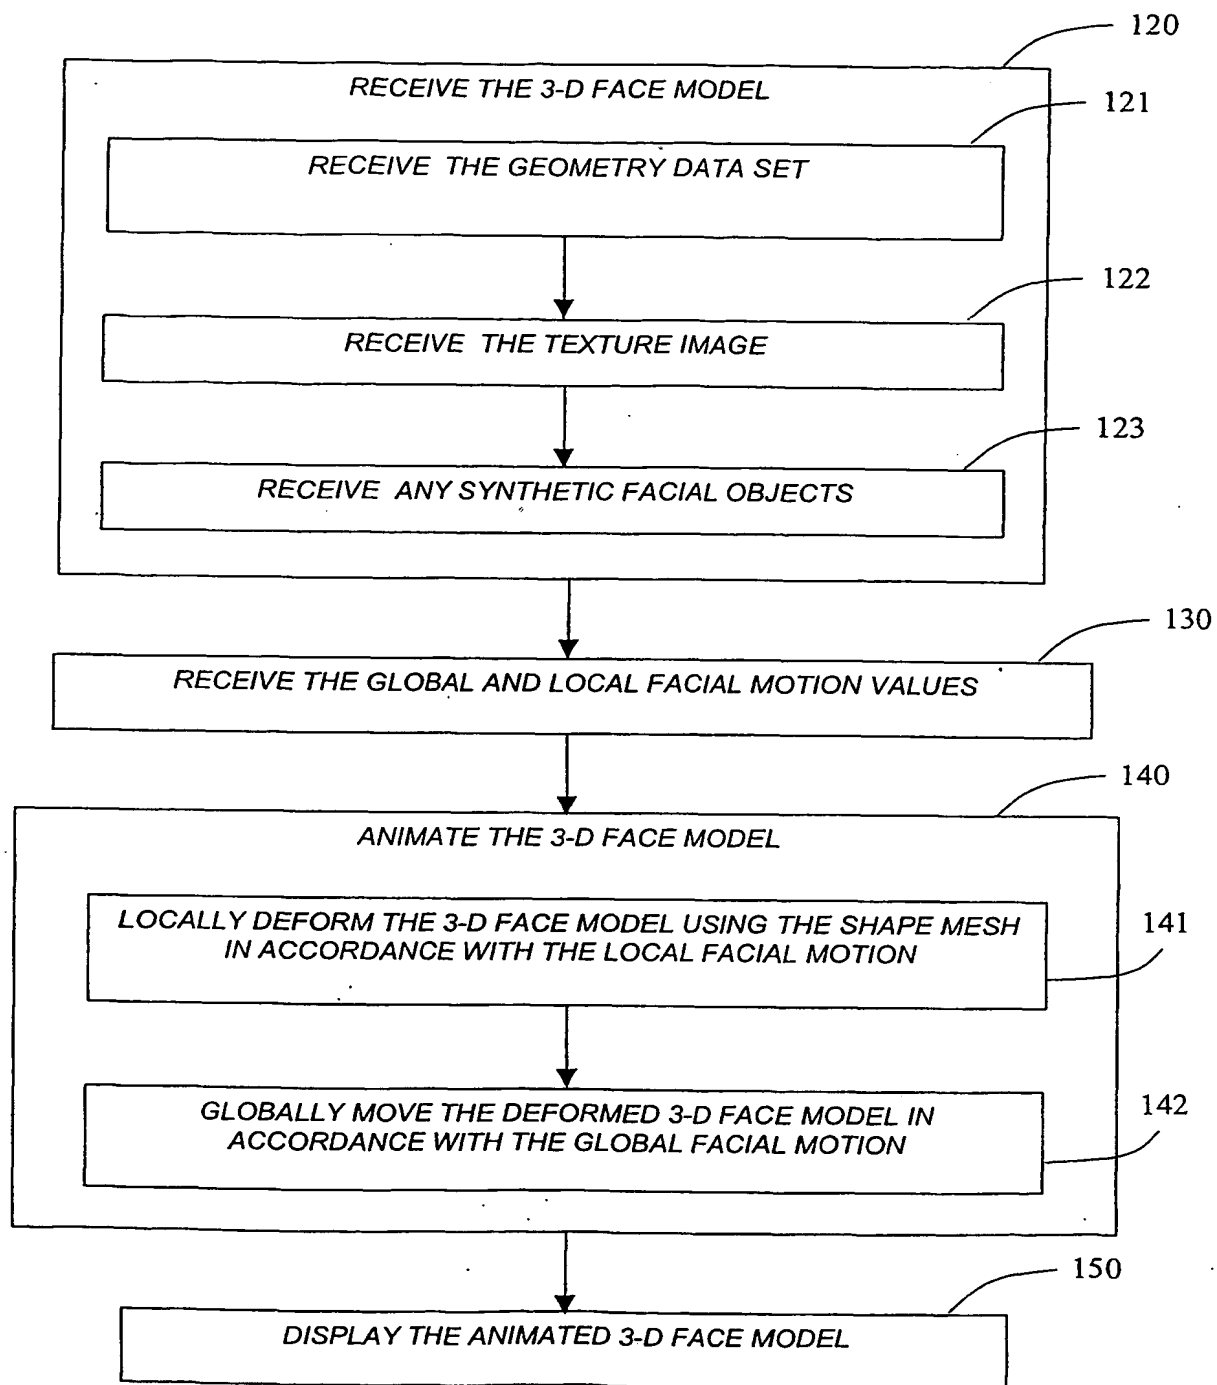 120
RECEIVE THE 3-D FACE MODEL
121
RECEIVE THE GEOMETRY DATA SET
122
RECEIVE THE TEXTURE IMAGE
123
RECEIVE ANY SYNTHETIC FACIAL OBJECTS
130
RECEIVE THE GLOBAL AND LOCAL FACIAL MOTION VALUES
140
ANIMATE THE 3-D FACE MODEL
LOCALLY DEFORM THE 3-D FACE MODEL USING THE SHAPE MESH
IN ACCORDANCE WITH THE LOCAL FACIAL MOTION
141
GLOBALLY MOVE THE DEFORMED 3-D FACE MODEL IN
ACCORDANCE WITH THE GLOBAL FACIAL MOTION
142
150
DISPLAY THE ANIMATED 3-D FACE MODEL